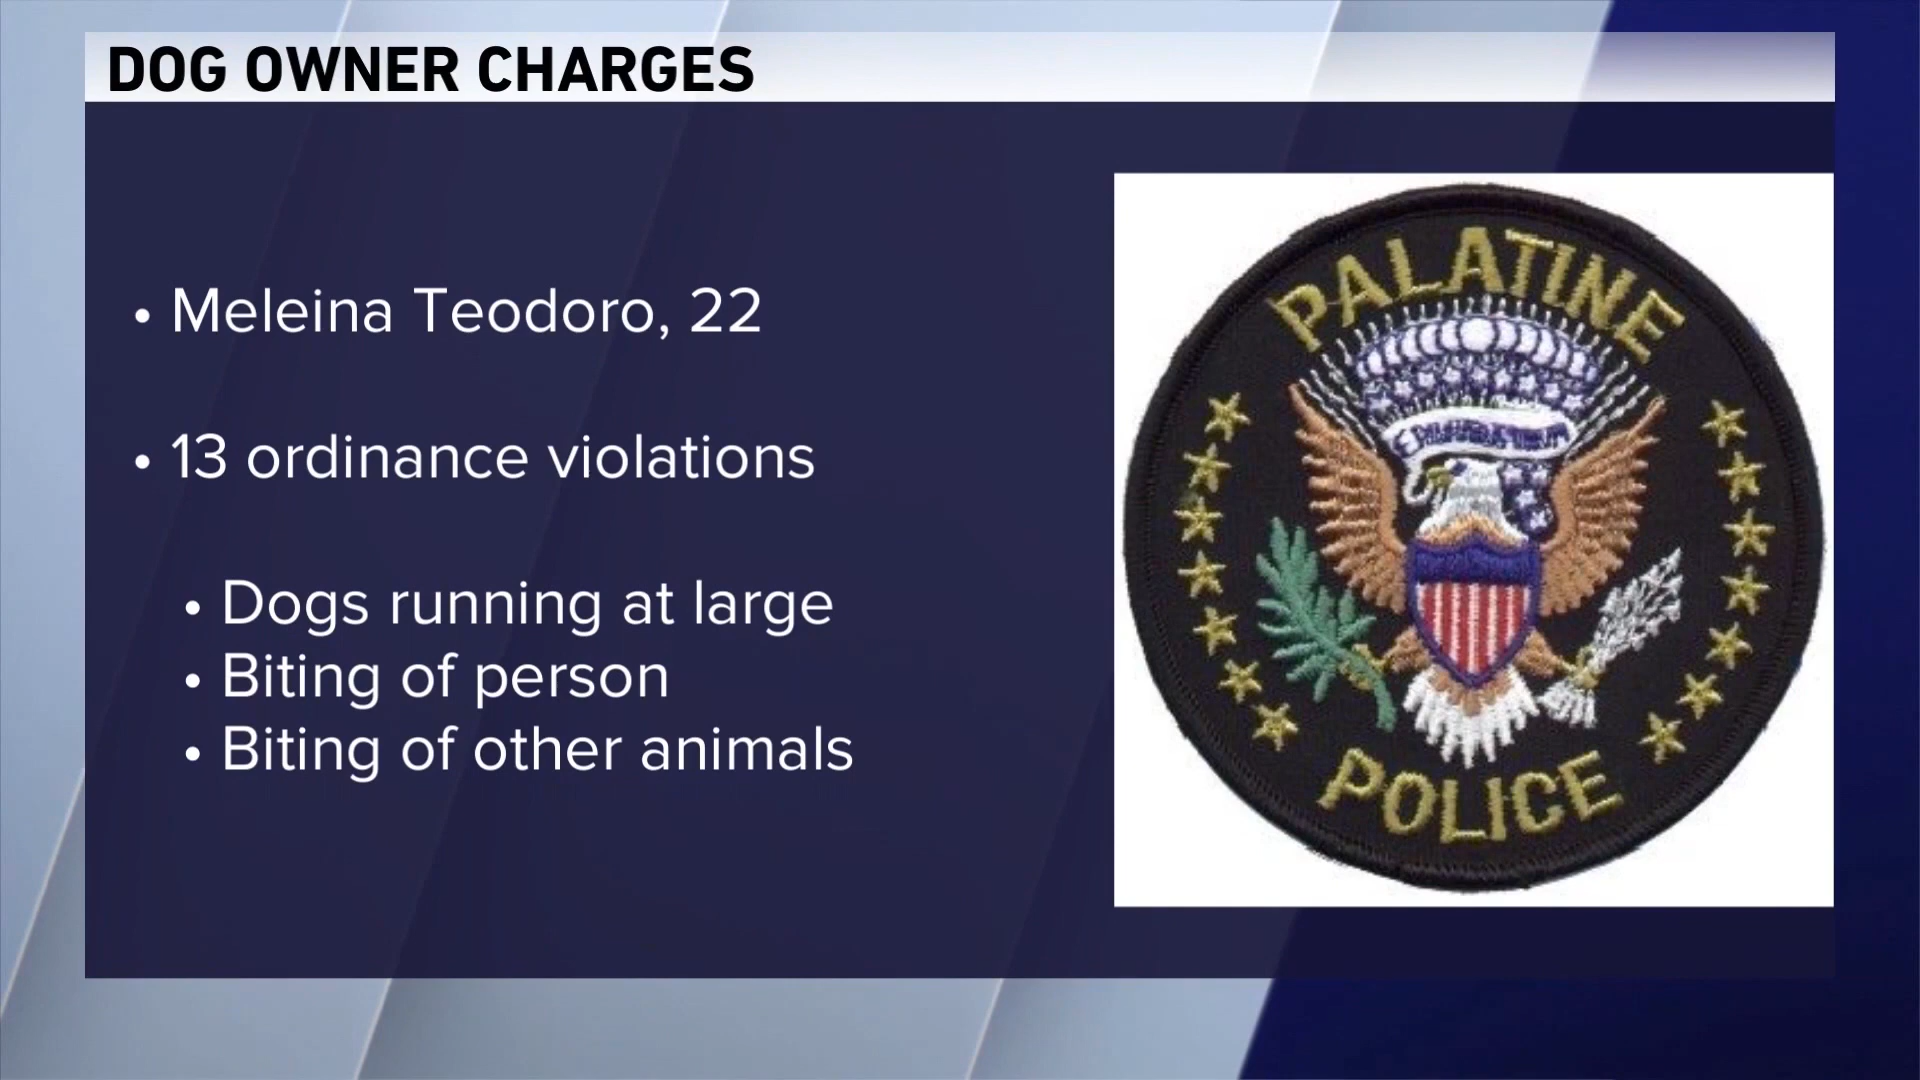 DOG OWNER CHARGES
• Meleina Teodoro, 22
• 13 ordinance violations
• Dogs running at large
• Biting of person
• Biting of other animals
PALATINE
POLICE